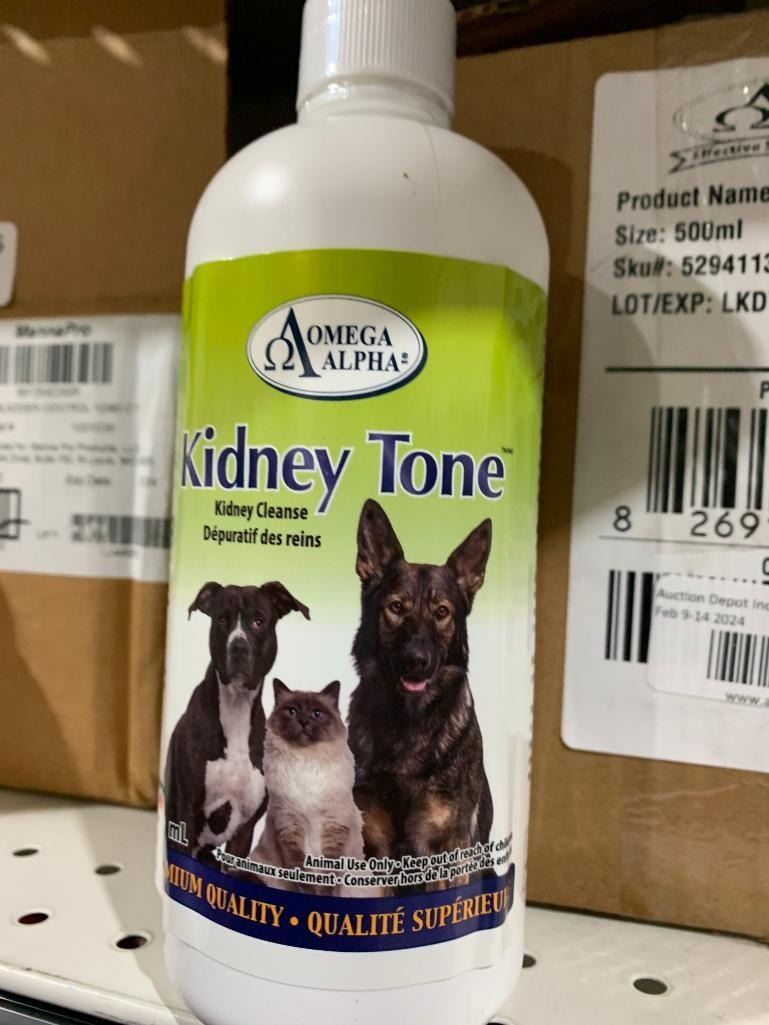 OMEGA
ALPHA®
Kidney Tone
Kidney Cleanse
Dépuratif des reins
mL
Animal Use Only • Keep out of reach of
Pour animaux seulement • Conserver hors de la portée des
MIUM QUALITY • QUALITÉ SUPÉRIEU
MannaPro
Effective
Product Name
Size: 500ml
Sku#: 5294113
LOT/EXP: LKD
P
8 269
Auction Depot Inc
Feb 9-14 2024
www.a